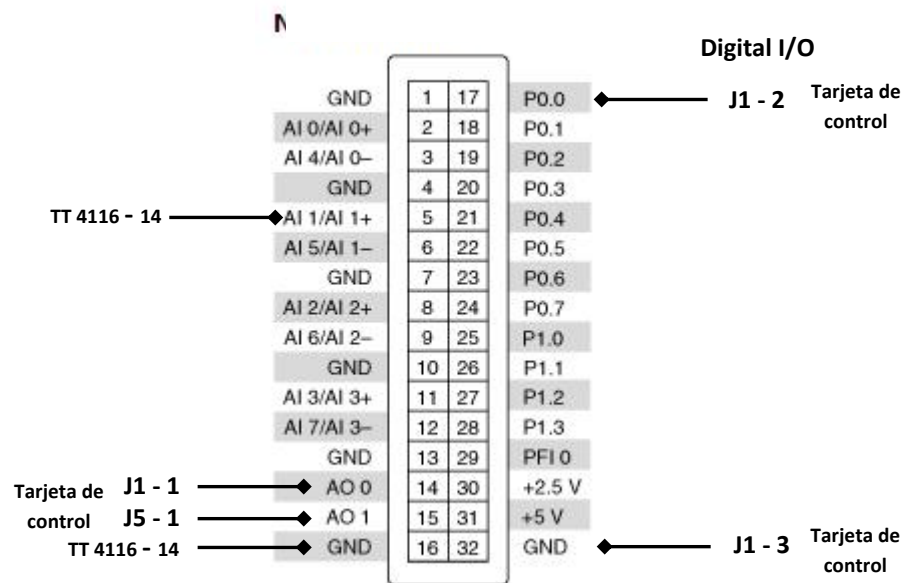 Digital I/O
GND 1 17 P0.0 J1 - 2 Tarjeta de control
AI 0/AI 0+ 2 18 P0.1
AI 4/AI 0– 3 19 P0.2
GND 4 20 P0.3
TT 4116 - 14 AI 1/AI 1+ 5 21 P0.4
AI 5/AI 1– 6 22 P0.5
GND 7 23 P0.6
AI 2/AI 2+ 8 24 P0.7
AI 6/AI 2– 9 25 P1.0
GND 10 26 P1.1
AI 3/AI 3+ 11 27 P1.2
AI 7/AI 3– 12 28 P1.3
GND 13 29 PFI 0
Tarjeta de control J1 - 1 AO 0 14 30 +2.5 V
J5 - 1 AO 1 15 31 +5 V
TT 4116 - 14 GND 16 32 GND J1 - 3 Tarjeta de control